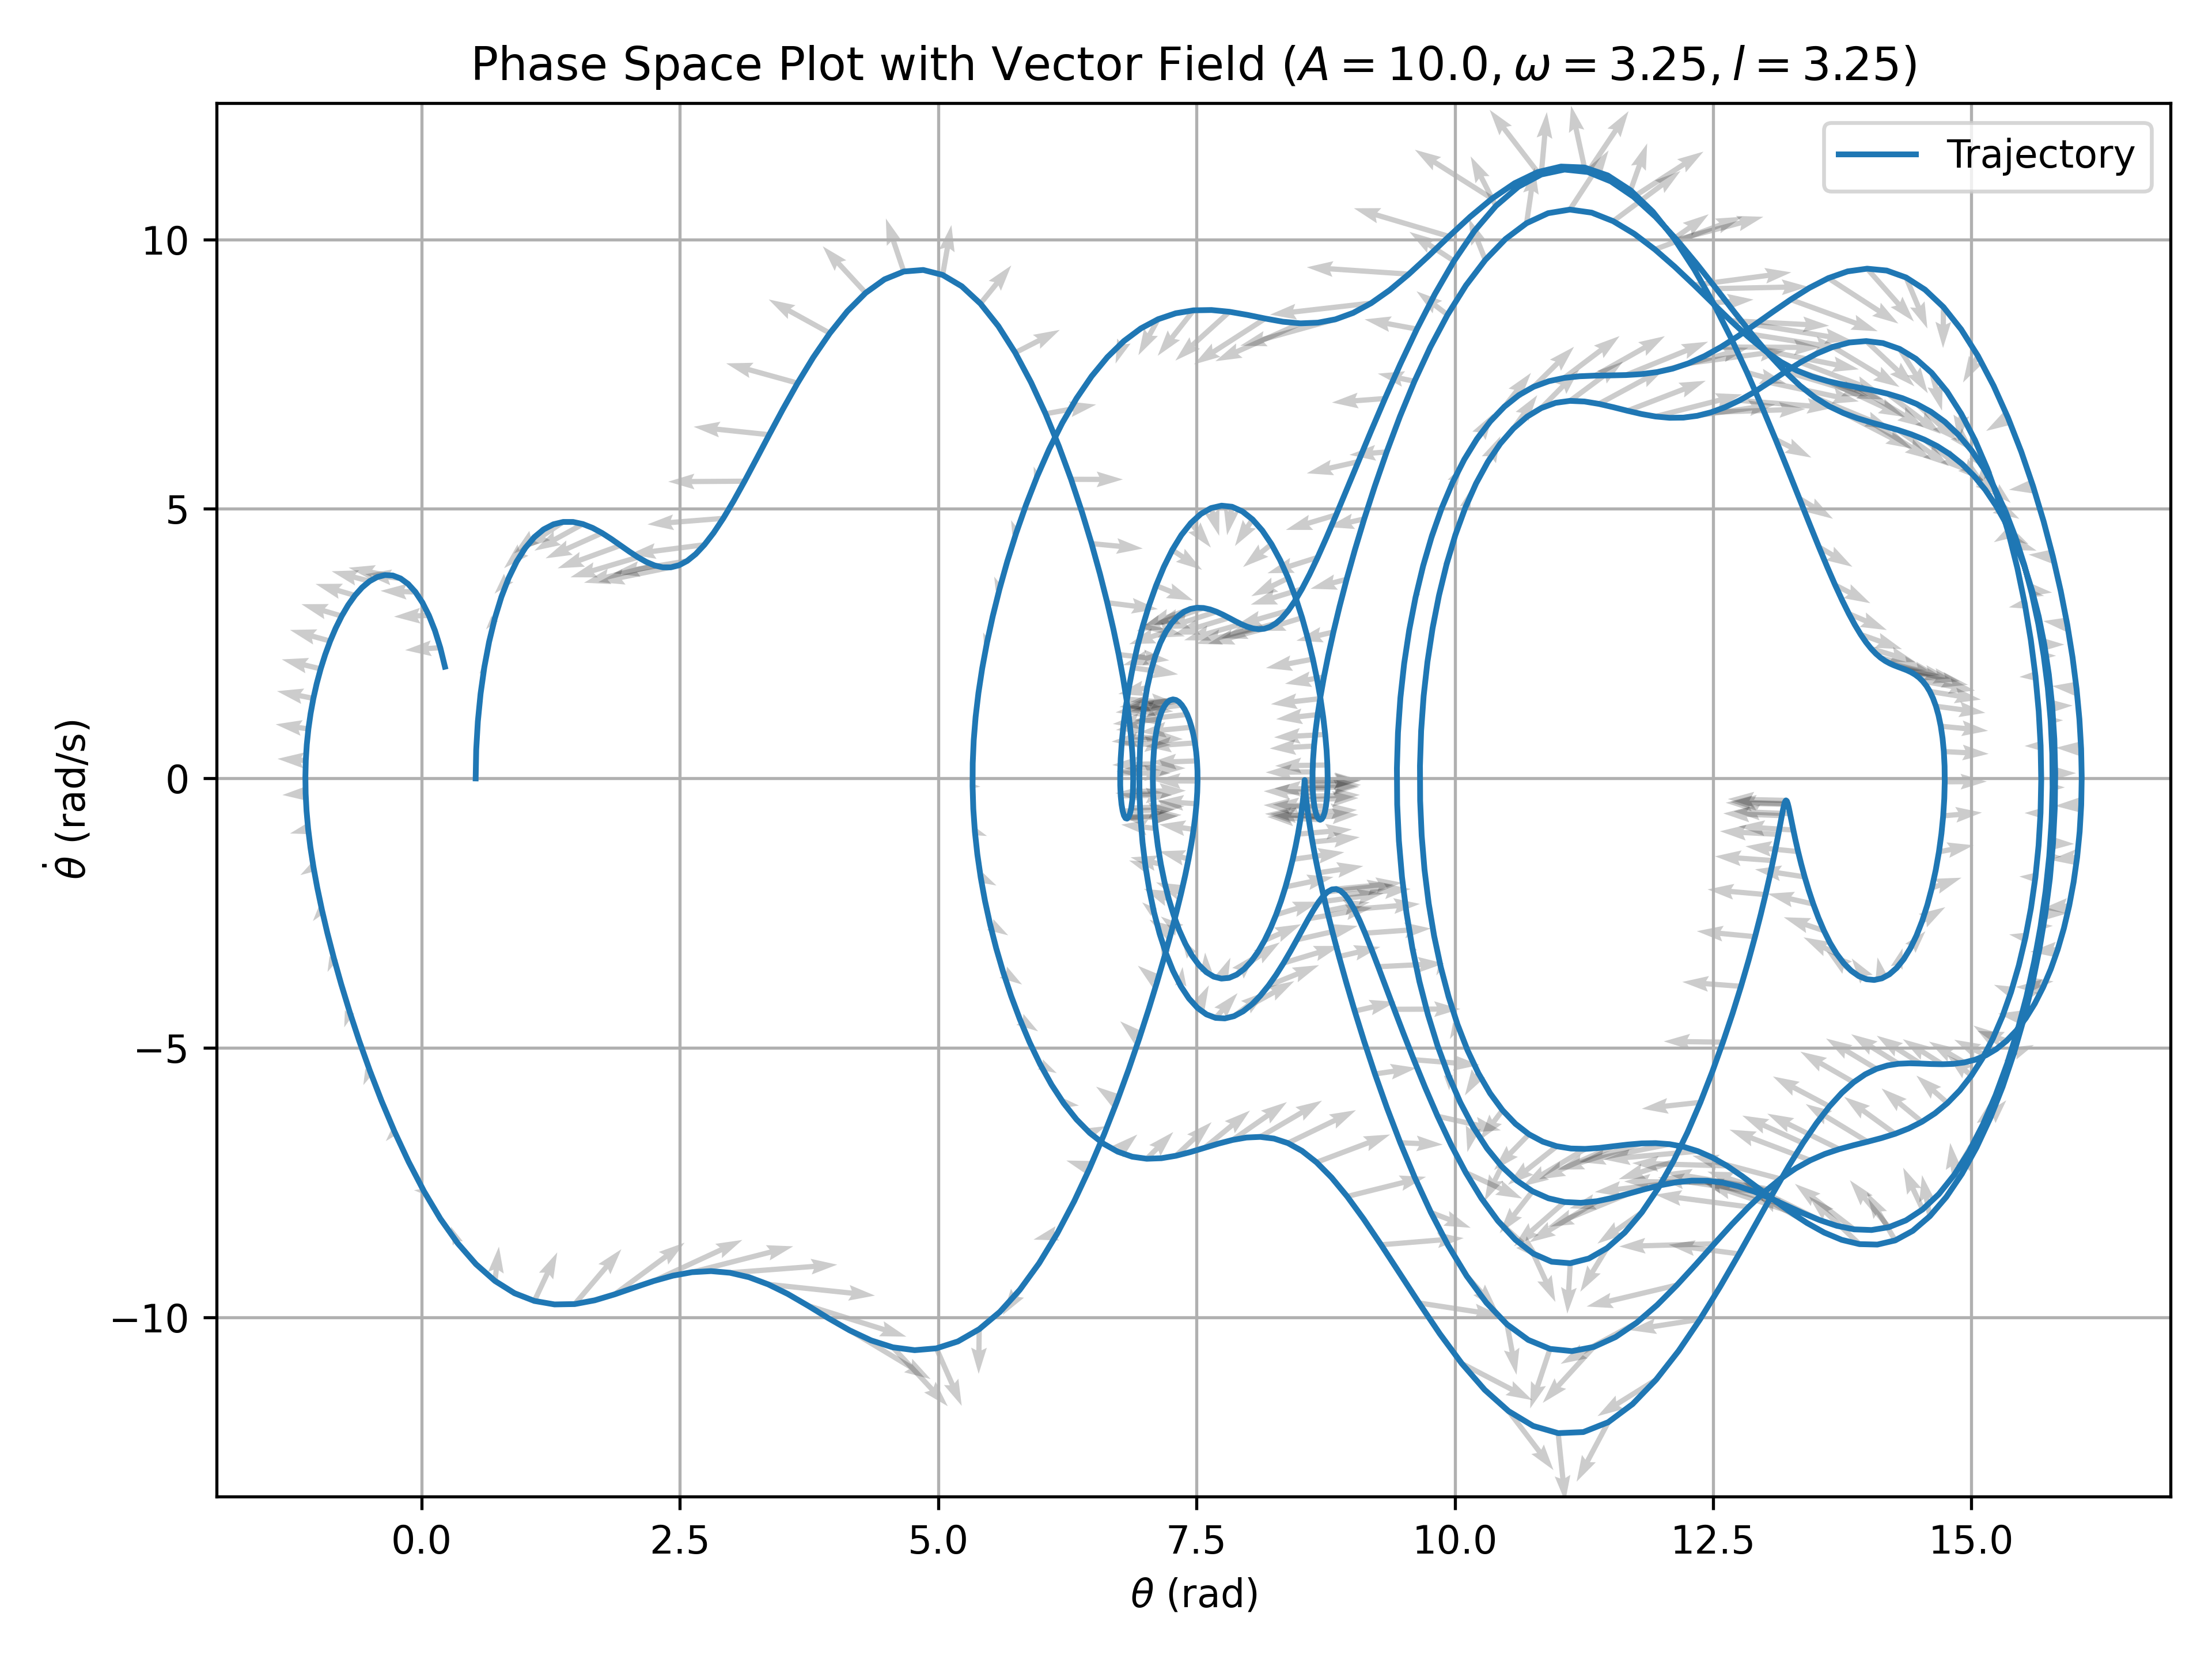 Phase Space Plot with Vector Field (A = 10.0, ω = 3.25, l = 3.25)
Trajectory
10
5
0
−5
−10
θ̇ (rad/s)
0.0 2.5 5.0 7.5 10.0 12.5 15.0
θ (rad)